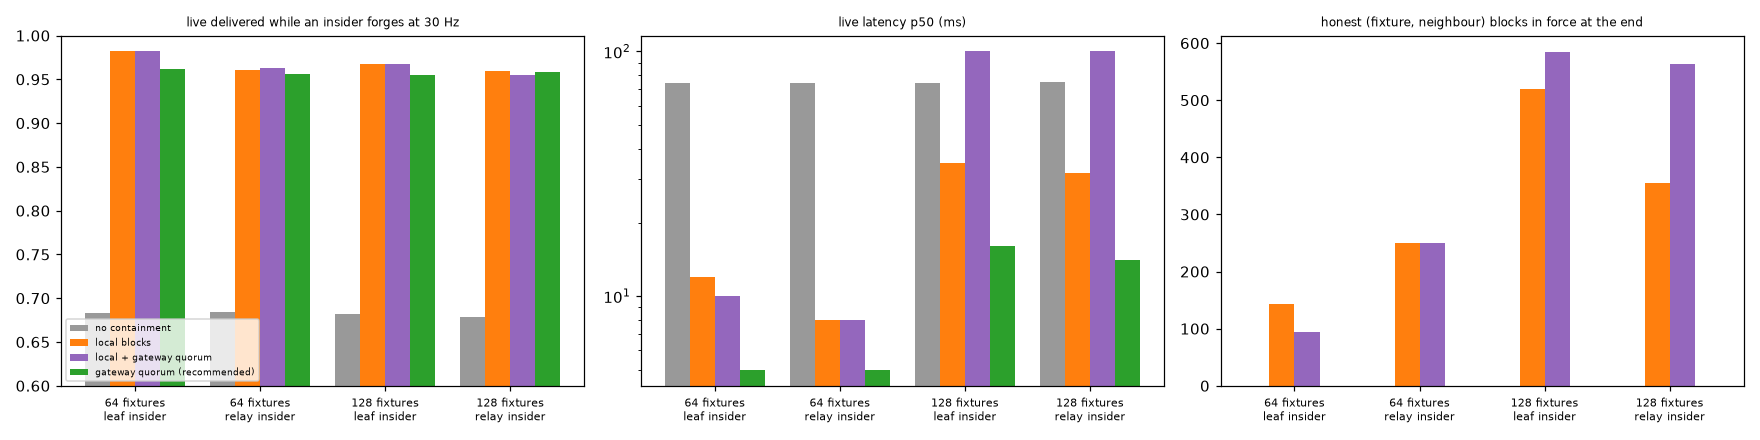 live delivered while an insider forges at 30 Hz
1.00
0.95
0.90
0.85
0.80
0.75
0.70
0.65
0.60
no containment
local blocks
local + gateway quorum
gateway quorum (recommended)
64 fixtures
leaf insider
64 fixtures
relay insider
128 fixtures
leaf insider
128 fixtures
relay insider
live latency p50 (ms)
10²
10¹
64 fixtures
leaf insider
64 fixtures
relay insider
128 fixtures
leaf insider
128 fixtures
relay insider
honest (fixture, neighbour) blocks in force at the end
600
500
400
300
200
100
0
64 fixtures
leaf insider
64 fixtures
relay insider
128 fixtures
leaf insider
128 fixtures
relay insider